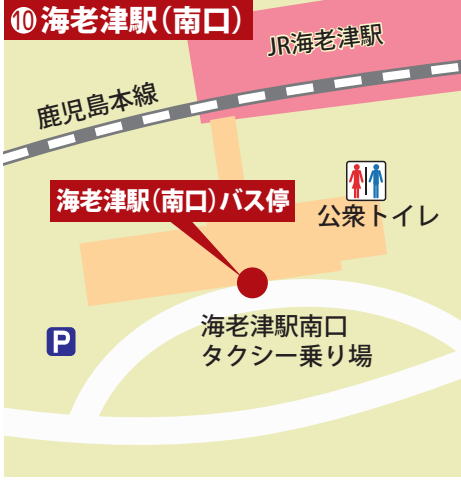 ⑩海老津駅(南口)
JR海老津駅
鹿児島本線
海老津駅(南口)バス停
公衆トイレ
P
海老津駅南口
タクシー乗り場